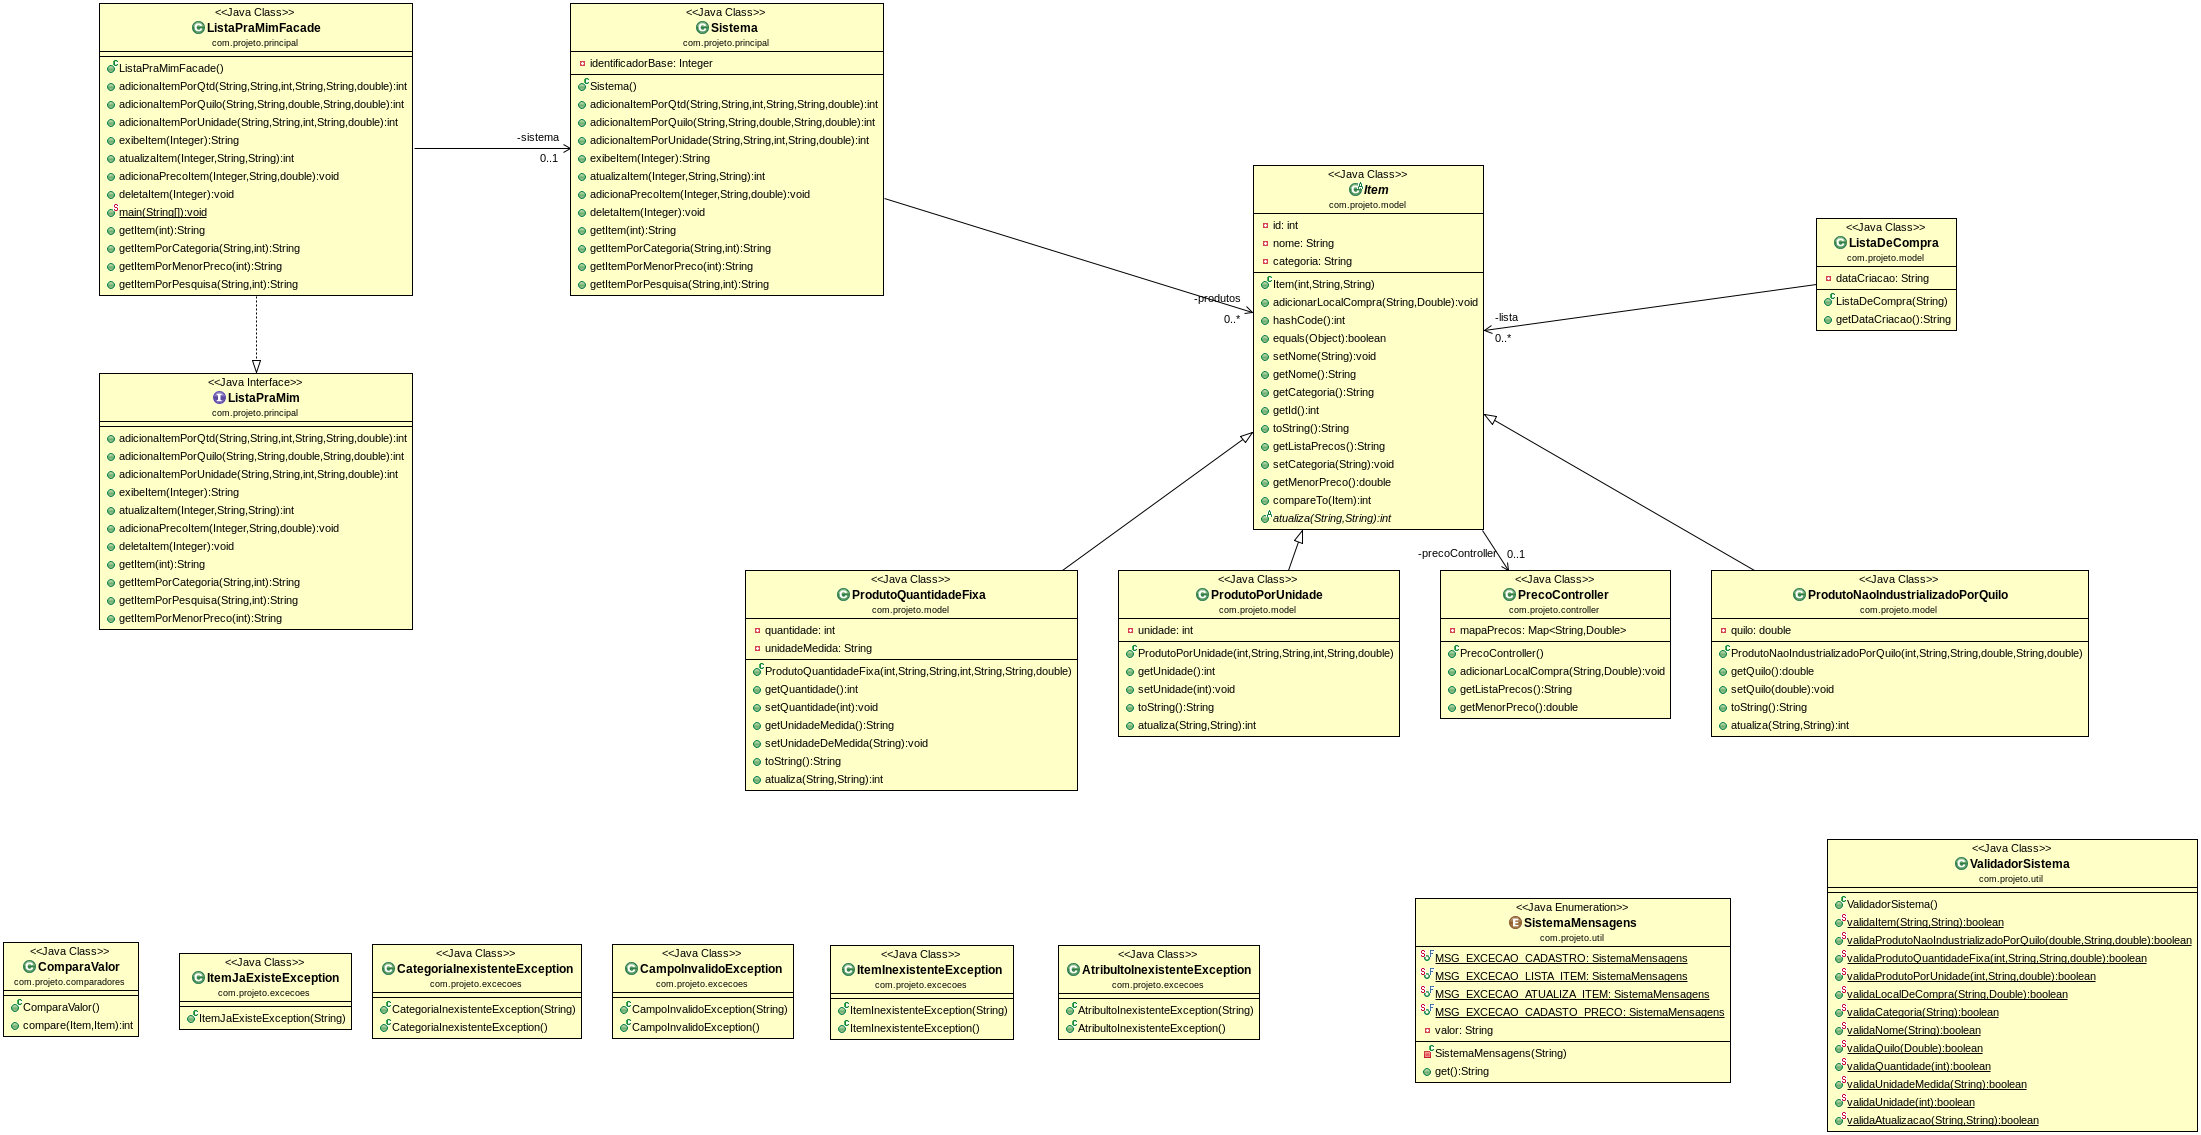 <<Java Class>>
ListaPraMimFacade
com.projeto.principal
ListaPraMimFacade()
adicionaItemPorQtd(String,String,int,String,String,double):int
adicionaItemPorQuilo(String,String,double,String,double):int
adicionaItemPorUnidade(String,String,int,String,double):int
exibeItem(Integer):String
atualizaItem(Integer,String,String):int
adicionaPrecoItem(Integer,String,double):void
deletaItem(Integer):void
main(String[]):void
getItem(int):String
getItemPorCategoria(String,int):String
getItemPorMenorPreco(int):String
getItemPorPesquisa(String,int):String
-sistema
0..1
<<Java Class>>
Sistema
com.projeto.principal
identificadorBase: Integer
Sistema()
adicionaItemPorQtd(String,String,int,String,String,double):int
adicionaItemPorQuilo(String,String,double,String,double):int
adicionaItemPorUnidade(String,String,int,String,double):int
exibeItem(Integer):String
atualizaItem(Integer,String,String):int
adicionaPrecoItem(Integer,String,double):void
deletaItem(Integer):void
getItem(int):String
getItemPorCategoria(String,int):String
getItemPorMenorPreco(int):String
getItemPorPesquisa(String,int):String
-produtos
0..*
<<Java Class>>
Item
com.projeto.model
id: int
nome: String
categoria: String
Item(int,String,String)
adicionarLocalCompra(String,Double):void
hashCode():int
equals(Object):boolean
setNome(String):void
getNome():String
getCategoria():String
getId():int
toString():String
getListaPrecos():String
setCategoria(String):void
getMenorPreco():double
compareTo(Item):int
atualiza(String,String):int
-lista
0..*
<<Java Class>>
ListaDeCompra
com.projeto.model
dataCriacao: String
ListaDeCompra(String)
getDataCriacao():String
<<Java Interface>>
ListaPraMim
com.projeto.principal
adicionaItemPorQtd(String,String,int,String,String,double):int
adicionaItemPorQuilo(String,String,double,String,double):int
adicionaItemPorUnidade(String,String,int,String,double):int
exibeItem(Integer):String
atualizaItem(Integer,String,String):int
adicionaPrecoItem(Integer,String,double):void
deletaItem(Integer):void
getItem(int):String
getItemPorCategoria(String,int):String
getItemPorPesquisa(String,int):String
getItemPorMenorPreco(int):String
-precoController
0..1
<<Java Class>>
ProdutoQuantidadeFixa
com.projeto.model
quantidade: int
unidadeMedida: String
ProdutoQuantidadeFixa(int,String,String,int,String,String,double)
getQuantidade():int
setQuantidade(int):void
getUnidadeMedida():String
setUnidadeDeMedida(String):void
toString():String
atualiza(String,String):int
<<Java Class>>
ProdutoPorUnidade
com.projeto.model
unidade: int
ProdutoPorUnidade(int,String,String,int,String,double)
getUnidade():int
setUnidade(int):void
toString():String
atualiza(String,String):int
<<Java Class>>
PrecoController
com.projeto.controller
mapaPrecos: Map<String,Double>
PrecoController()
adicionarLocalCompra(String,Double):void
getListaPrecos():String
getMenorPreco():double
<<Java Class>>
ProdutoNaoIndustrializadoPorQuilo
com.projeto.model
quilo: double
ProdutoNaoIndustrializadoPorQuilo(int,String,String,double,String,double)
getQuilo():double
setQuilo(double):void
toString():String
atualiza(String,String):int
<<Java Class>>
ComparaValor
com.projeto.comparadores
ComparaValor()
compare(Item,Item):int
<<Java Class>>
ItemJaExisteException
com.projeto.excecoes
ItemJaExisteException(String)
<<Java Class>>
CategoriaInexistenteException
com.projeto.excecoes
CategoriaInexistenteException(String)
CategoriaInexistenteException()
<<Java Class>>
CampoInvalidoException
com.projeto.excecoes
CampoInvalidoException(String)
CampoInvalidoException()
<<Java Class>>
ItemInexistenteException
com.projeto.excecoes
ItemInexistenteException(String)
ItemInexistenteException()
<<Java Class>>
AtribultoInexistenteException
com.projeto.excecoes
AtribultoInexistenteException(String)
AtribultoInexistenteException()
<<Java Enumeration>>
SistemaMensagens
com.projeto.util
MSG_EXCECAO_CADASTRO: SistemaMensagens
MSG_EXCECAO_LISTA_ITEM: SistemaMensagens
MSG_EXCECAO_ATUALIZA_ITEM: SistemaMensagens
MSG_EXCECAO_CADASTO_PRECO: SistemaMensagens
valor: String
SistemaMensagens(String)
get():String
<<Java Class>>
ValidadorSistema
com.projeto.util
ValidadorSistema()
validaItem(String,String):boolean
validaProdutoNaoIndustrializadoPorQuilo(double,String,double):boolean
validaProdutoQuantidadeFixa(int,String,String,double):boolean
validaProdutoPorUnidade(int,String,double):boolean
validaLocalDeCompra(String,Double):boolean
validaCategoria(String):boolean
validaNome(String):boolean
validaQuilo(Double):boolean
validaQuantidade(int):boolean
validaUnidadeMedida(String):boolean
validaUnidade(int):boolean
validaAtualizacao(String,String):boolean